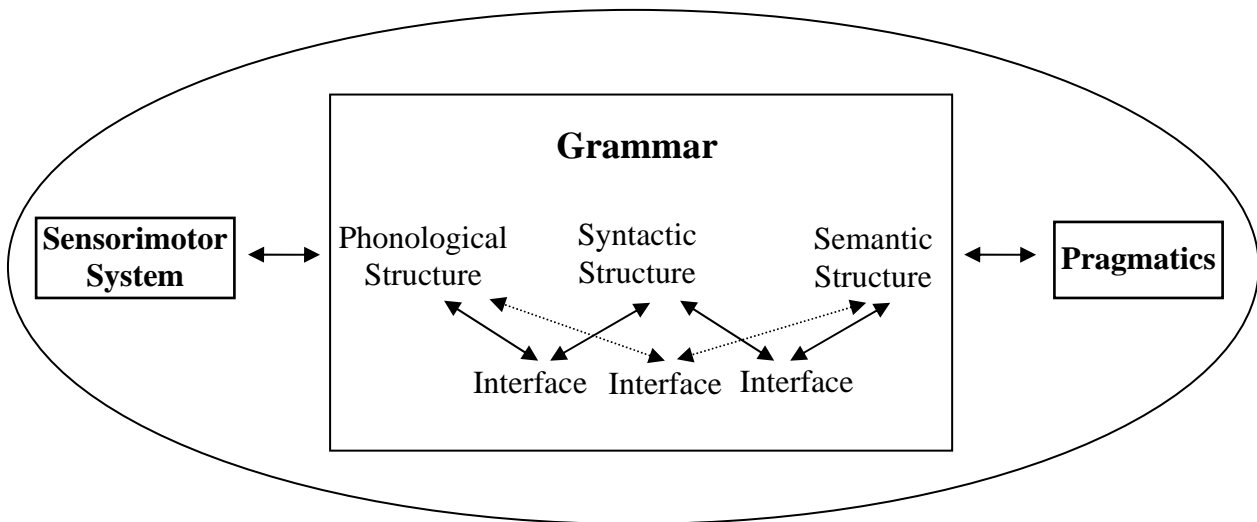 Grammar
Sensorimotor
System
Phonological
Structure
Syntactic
Structure
Semantic
Structure
Pragmatics
Interface
Interface
Interface